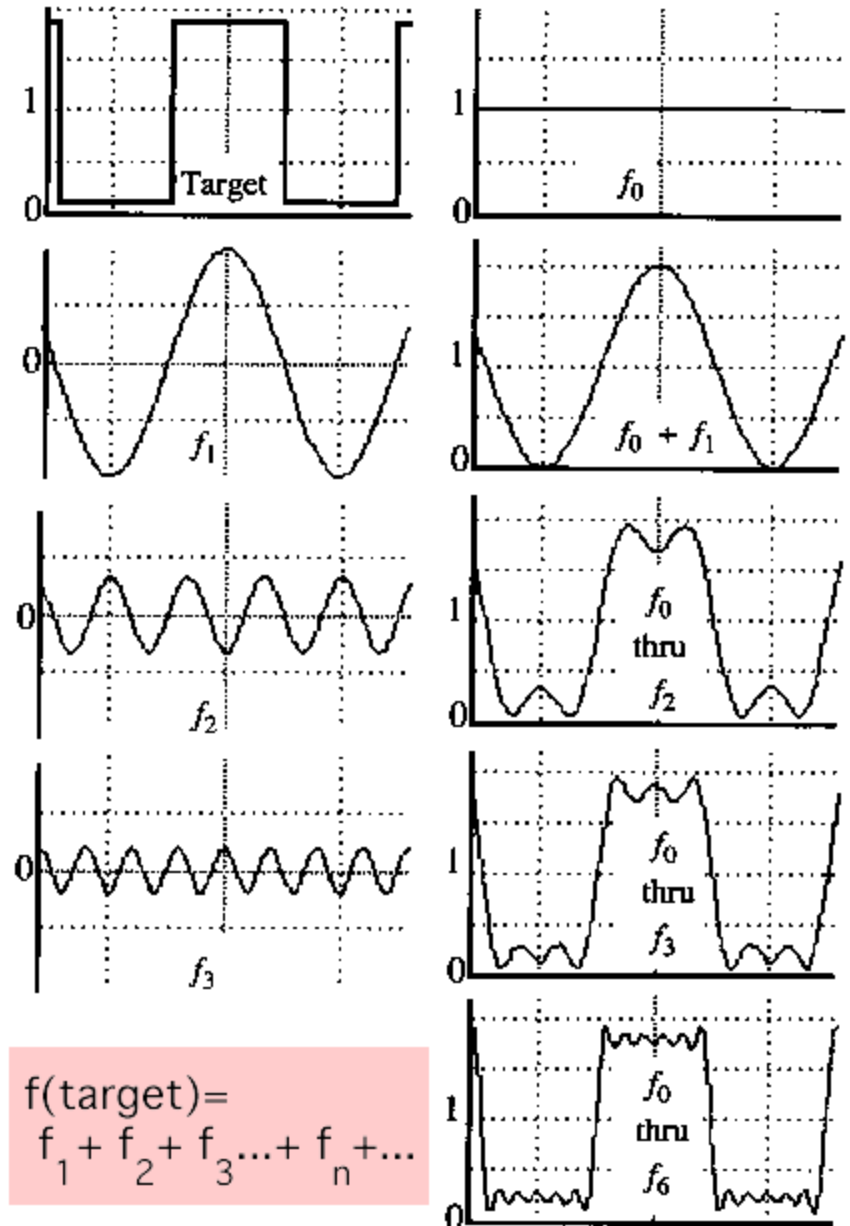 1
Target
0
1
f0
0
0
f1
1
f0 + f1
0
0
f2
1
f0
thru
f2
0
0
f3
1
f0
thru
f3
0
f(target)=
f1+ f2+ f3...+ fn+...
1
f0
thru
f6
0